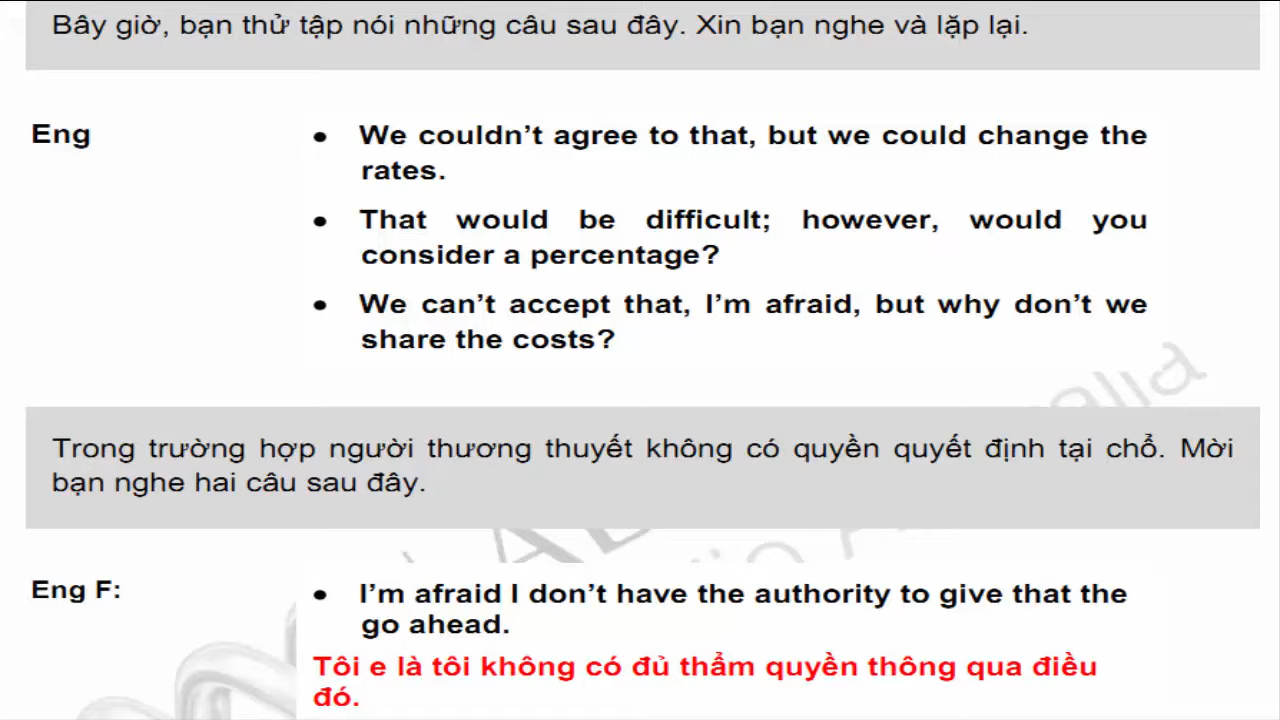 Bây giờ, bạn thử tập nói những câu sau đây. Xin bạn nghe và lặp lại.
Eng
• We couldn't agree to that, but we could change the
rates.
• That would be difficult; however, would you
consider a percentage?
• We can't accept that, I'm afraid, but why don't we
share the costs?
Trong trường hợp người thương thuyết không có quyền quyết định tại chổ. Mời
bạn nghe hai câu sau đây.
Eng F:
• I'm afraid I don't have the authority to give that the
go ahead.
Tôi e là tôi không có đủ thẩm quyền thông qua điều
đó.